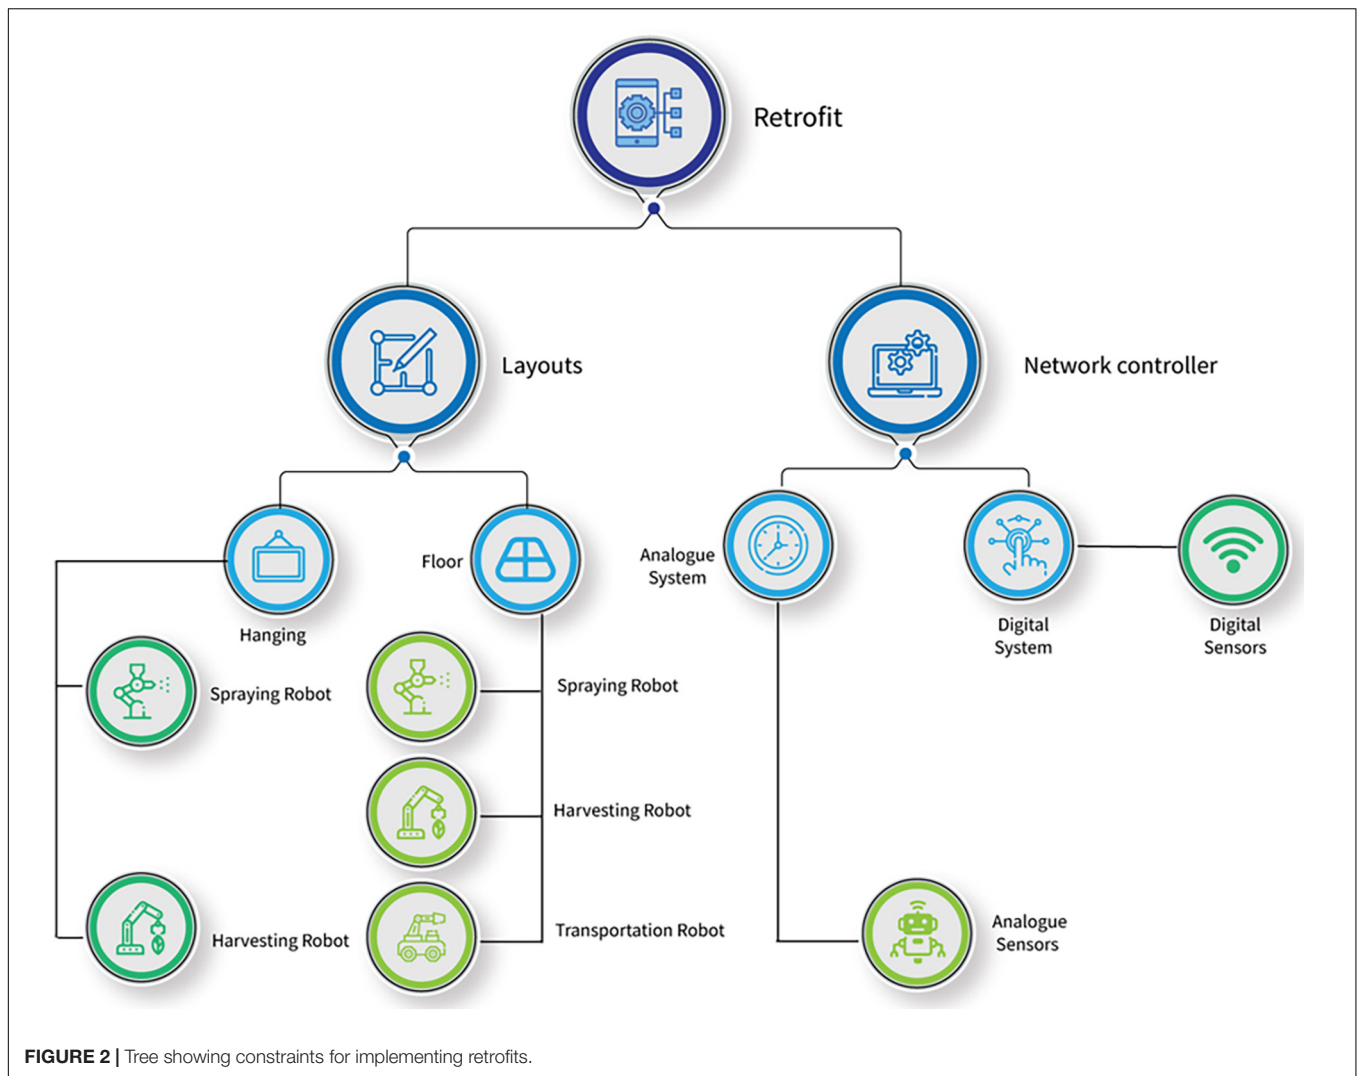 Retrofit
Layouts
Network controller
Hanging
Floor
Analogue
System
Digital
System
Digital
Sensors
Spraying Robot
Spraying Robot
Harvesting Robot
Harvesting Robot
Transportation Robot
Analogue
Sensors
FIGURE 2 | Tree showing constraints for implementing retrofits.